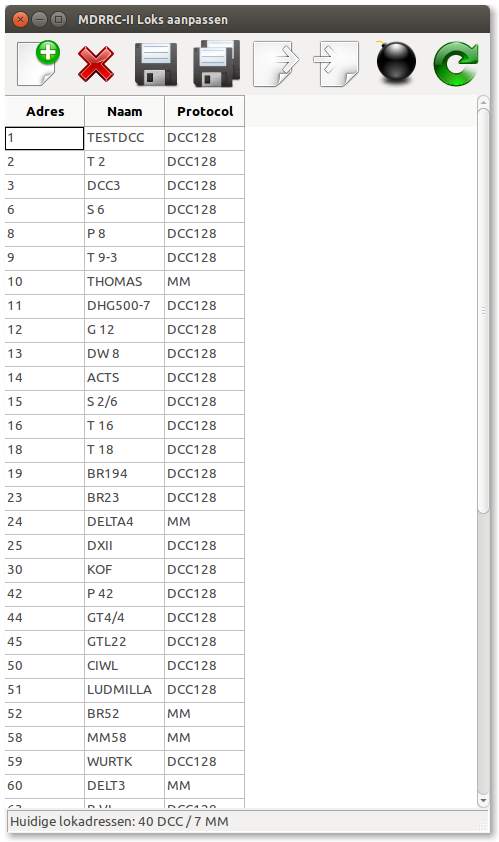 MDRRC-II Loks aanpassen
Adres Naam Protocol
1 TESTDCC DCC128
2 T 2 DCC128
3 DCC3 DCC128
6 S 6 DCC128
8 P 8 DCC128
9 T 9-3 DCC128
10 THOMAS MM
11 DHG500-7 DCC128
12 G 12 DCC128
13 DW 8 DCC128
14 ACTS DCC128
15 S 2/6 DCC128
16 T 16 DCC128
18 T 18 DCC128
19 BR194 DCC128
23 BR23 DCC128
24 DELTA4 MM
25 DXII DCC128
30 KOF DCC128
42 P 42 DCC128
44 GT4/4 DCC128
45 GTL22 DCC128
50 CIWL DCC128
51 LUDMILLA DCC128
52 BR52 MM
58 MM58 MM
59 WURTK DCC128
60 DELT3 MM
Huidige lokadressen: 40 DCC / 7 MM